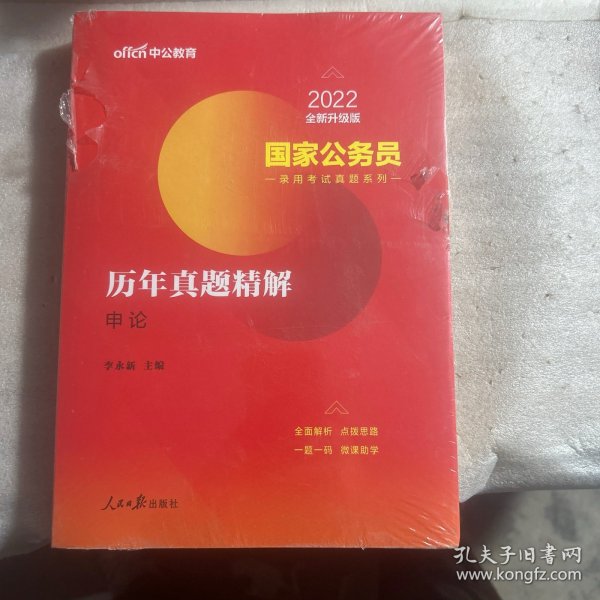 offcn中公教育
2022
全新升级版
国家公务员
录用考试真题系列
历年真题精解
申论
李永新 主编
全面解析 点拨思路
一题一码 微课助学
人民日报出版社
孔夫子旧书网
www.kongfz.com